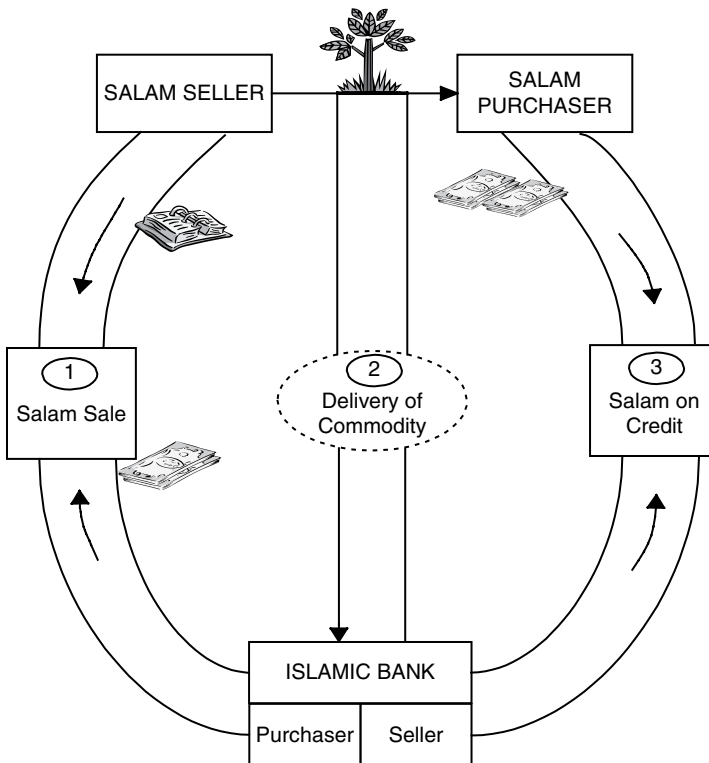 SALAM SELLER
SALAM
PURCHASER
1
Salam Sale
2
Delivery of
Commodity
3
Salam on
Credit
ISLAMIC BANK
Purchaser
Seller